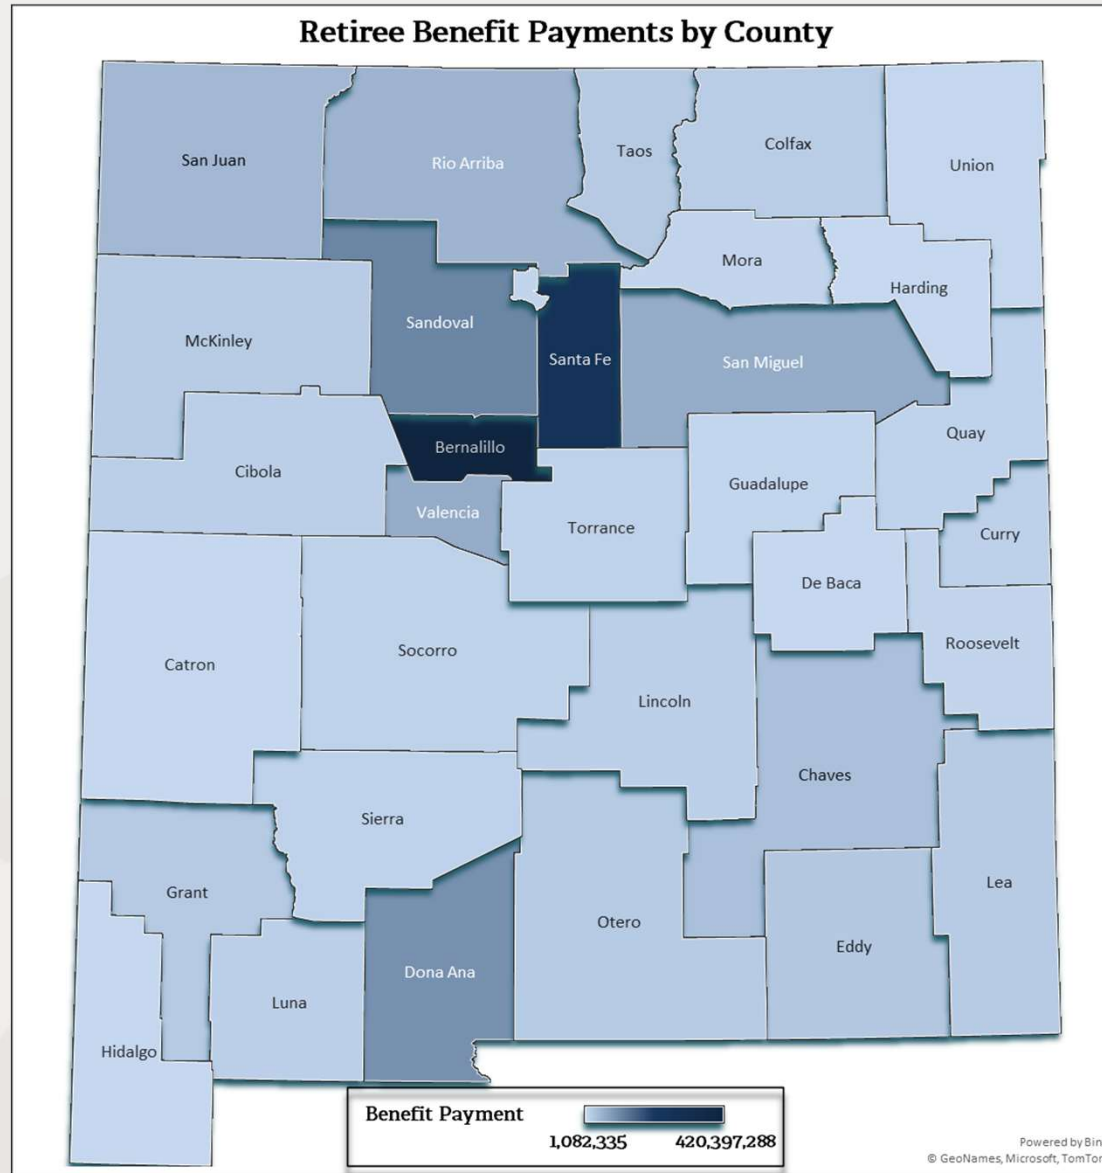 Retiree Benefit Payments by County
San Juan
Rio Arriba
Taos
Colfax
Union
Mora
Harding
McKinley
Sandoval
Santa Fe
San Miguel
Quay
Cibola
Bernalillo
Guadalupe
Valencia
Torrance
Curry
De Baca
Catron
Socorro
Roosevelt
Lincoln
Chaves
Sierra
Grant
Lea
Otero
Eddy
Dona Ana
Luna
Hidalgo
Benefit Payment
1,082,335 420,397,288
Powered by Bin
© GeoNames, Microsoft, TomTo